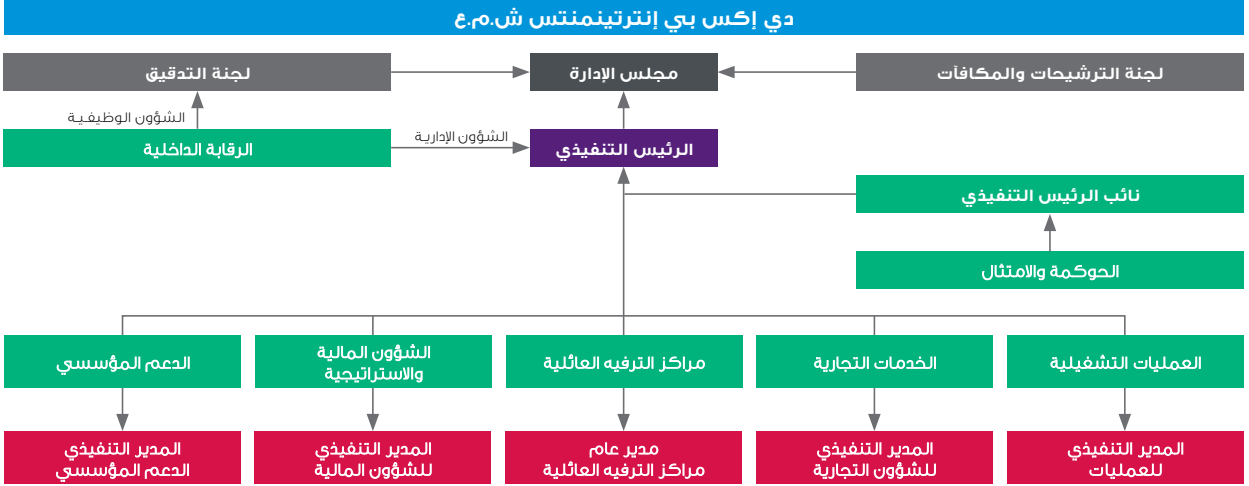 دي إكس بي إنترتينمنتس ش.م.ع
لجنة الترشيحات والمكافآت
مجلس الإدارة
لجنة التدقيق
الشؤون الوظيفية
الشؤون الإدارية
الرئيس التنفيذي
الرقابة الداخلية
نائب الرئيس التنفيذي
الحوكمة والامتثال
العمليات التشغيلية
الخدمات التجارية
مراكز الترفيه العائلية
الشؤون المالية
والاستراتيجية
الدعم المؤسسي
المدير التنفيذي
للعمليات
المدير التنفيذي
للشؤون التجارية
مدير عام
مراكز الترفيه العائلية
المدير التنفيذي
للشؤون المالية
المدير التنفيذي
الدعم المؤسسي